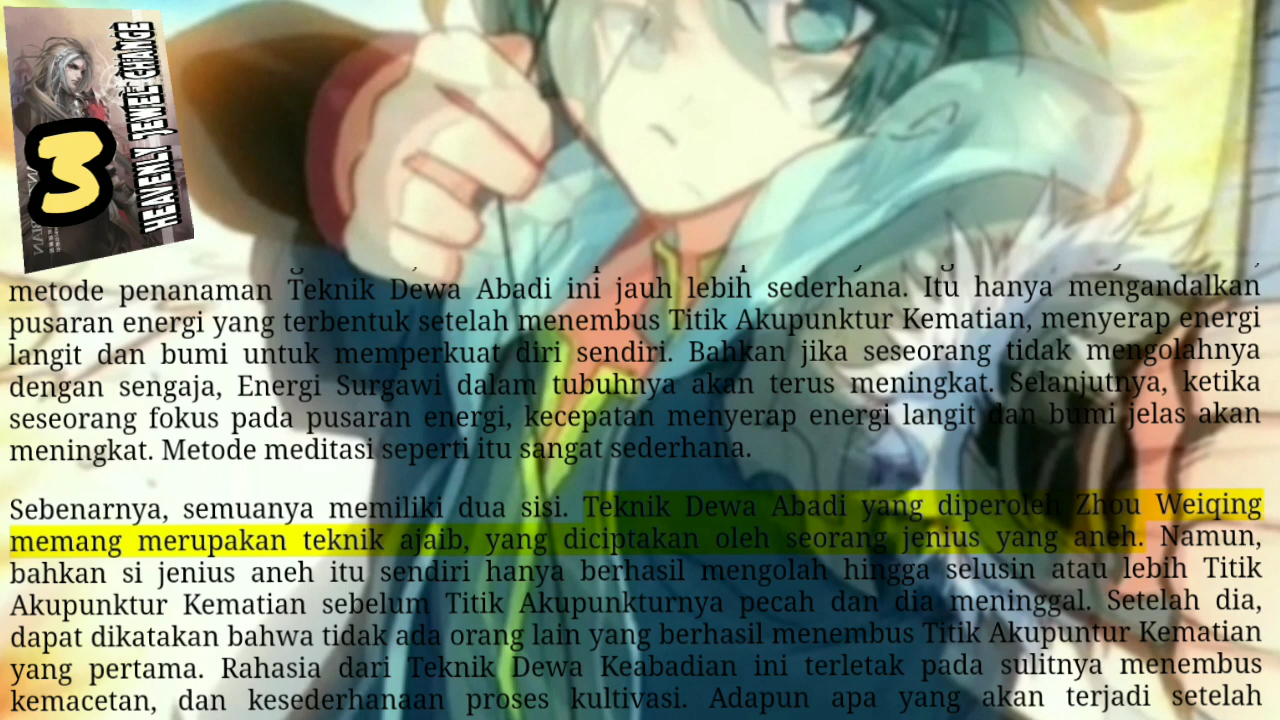 HEAVENLY JEWEL CHANGE
3
metode penanaman Teknik Dewa Abadi ini jauh lebih sederhana. Itu hanya mengandalkan
pusaran energi yang terbentuk setelah menembus Titik Akupunktur Kematian, menyerap energi
langit dan bumi untuk memperkuat diri sendiri. Bahkan jika seseorang tidak mengolahnya
dengan sengaja, Energi Surgawi dalam tubuhnya akan terus meningkat. Selanjutnya, ketika
seseorang fokus pada pusaran energi, kecepatan menyerap energi langit dan bumi jelas akan
meningkat. Metode meditasi seperti itu sangat sederhana.
Sebenarnya, semuanya memiliki dua sisi. Teknik Dewa Abadi yang diperoleh Zhou Weiqing
memang merupakan teknik ajaib, yang diciptakan oleh seorang jenius yang aneh. Namun,
bahkan si jenius aneh itu sendiri hanya berhasil mengolah hingga selusin atau lebih Titik
Akupunktur Kematian sebelum Titik Akupunkturnya pecah dan dia meninggal. Setelah dia,
dapat dikatakan bahwa tidak ada orang lain yang berhasil menembus Titik Akupuntur Kematian
yang pertama. Rahasia dari Teknik Dewa Keabadian ini terletak pada sulitnya menembus
kemacetan, dan kesederhanaan proses kultivasi. Adapun apa yang akan terjadi setelah